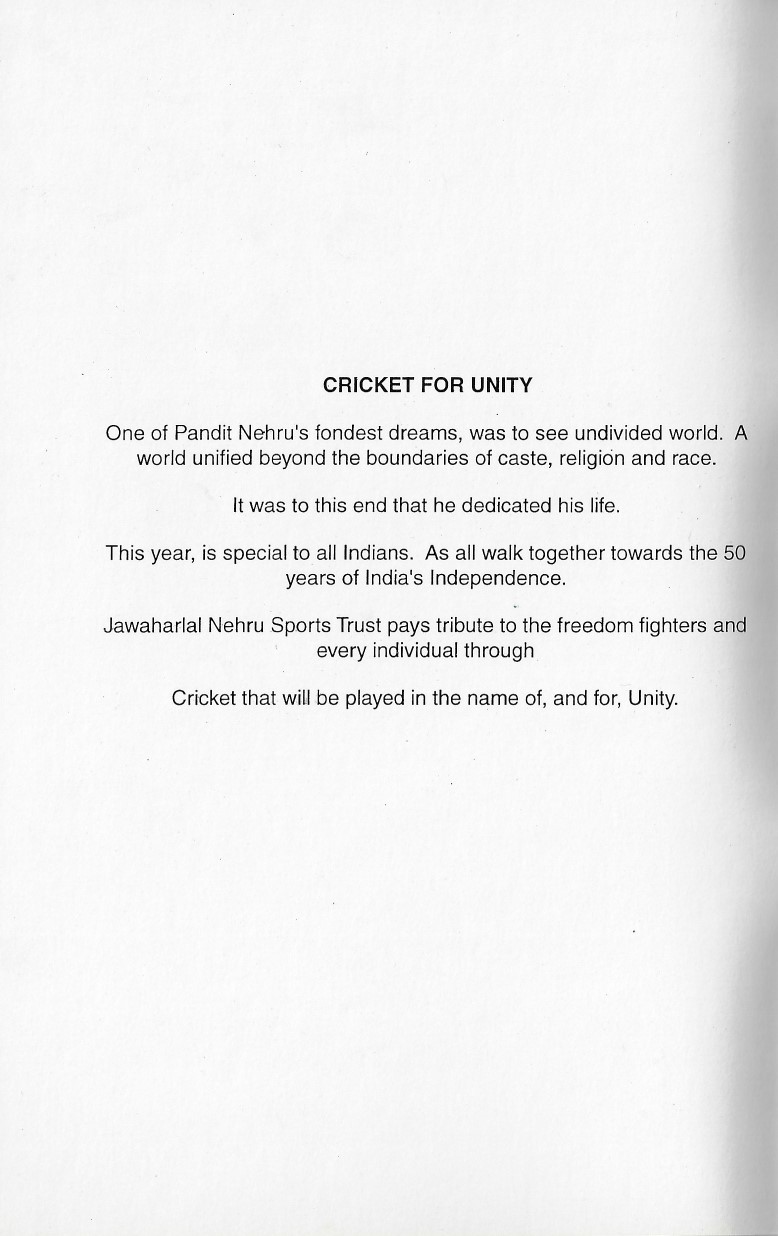 CRICKET FOR UNITY
One of Pandit Nehru's fondest dreams, was to see undivided world. A
world unified beyond the boundaries of caste, religion and race.
It was to this end that he dedicated his life.
This year, is special to all Indians. As all walk together towards the 50
years of India's Independence.
Jawaharlal Nehru Sports Trust pays tribute to the freedom fighters and
every individual through
Cricket that will be played in the name of, and for, Unity.